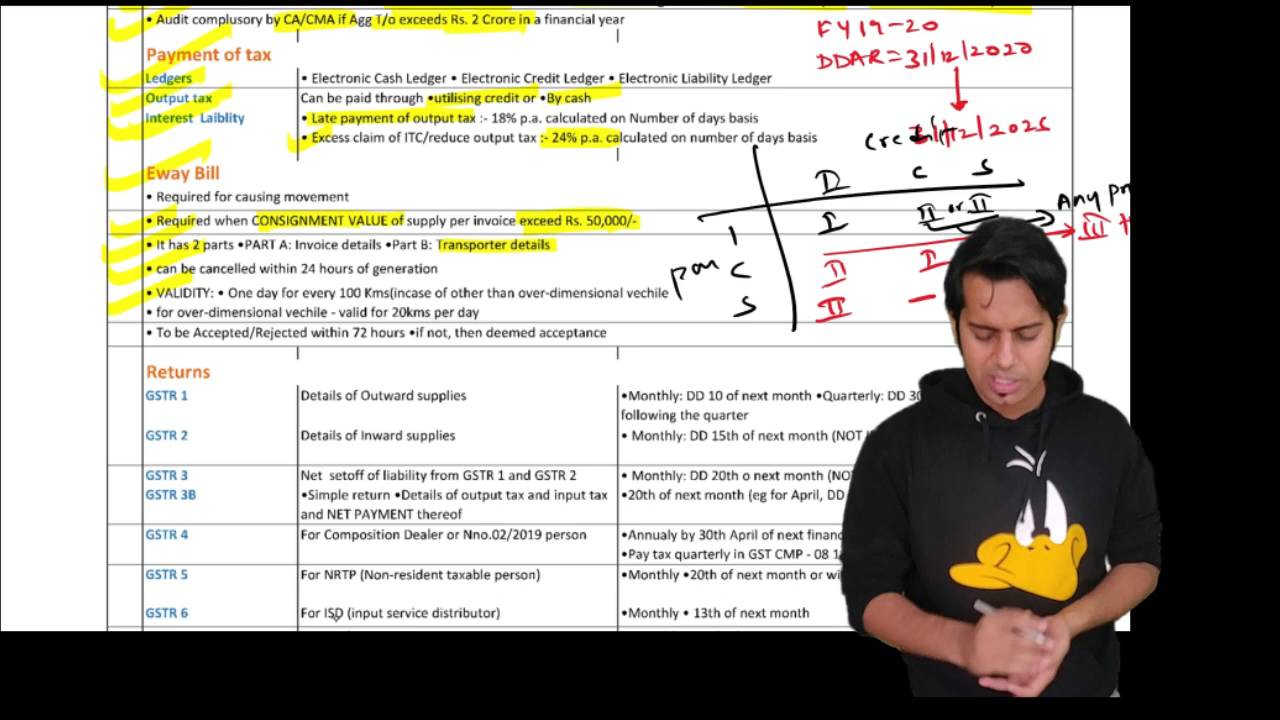 • Audit complusory by CA/CMA if Agg T/o exceeds Rs. 2 Crore in a financial year
FY 19-20
DDAR = 31/12/2020
Payment of tax
Ledgers • Electronic Cash Ledger • Electronic Credit Ledger • Electronic Liability Ledger
Output tax Can be paid through •utilising credit or •By cash
Interest Laiblity • Late payment of output tax :- 18% p.a. calculated on Number of days basis
• Excess claim of ITC/reduce output tax :- 24% p.a. calculated on number of days basis
Eway Bill
• Required for causing movement
• Required when CONSIGNMENT VALUE of supply per invoice exceed Rs. 50,000/-
• It has 2 parts •PART A: Invoice details •Part B: Transporter details
• can be cancelled within 24 hours of generation
• VALIDITY: • One day for every 100 Kms(incase of other than over-dimensional vechile
• for over-dimensional vechile - valid for 20kms per day
• To be Accepted/Rejected within 72 hours •if not, then deemed acceptance
C S
I II or II Any
III +
C II I
S II –
Returns
GSTR 1 Details of Outward supplies •Monthly: DD 10 of next month •Quarterly: DD
following the quarter
GSTR 2 Details of Inward supplies • Monthly: DD 15th of next month (NOT
GSTR 3 Net setoff of liability from GSTR 1 and GSTR 2 • Monthly: DD 20th o next month (NO
GSTR 3B •Simple return •Details of output tax and input tax •20th of next month (eg for April, DD
and NET PAYMENT thereof
GSTR 4 For Composition Dealer or Nno.02/2019 person •Annualy by 30th April of next
•Pay tax quarterly in GST CMP - 08
GSTR 5 For NRTP (Non-resident taxable person) •Monthly •20th of next month or
GSTR 6 For ISD (input service distributor) •Monthly • 13th of next month